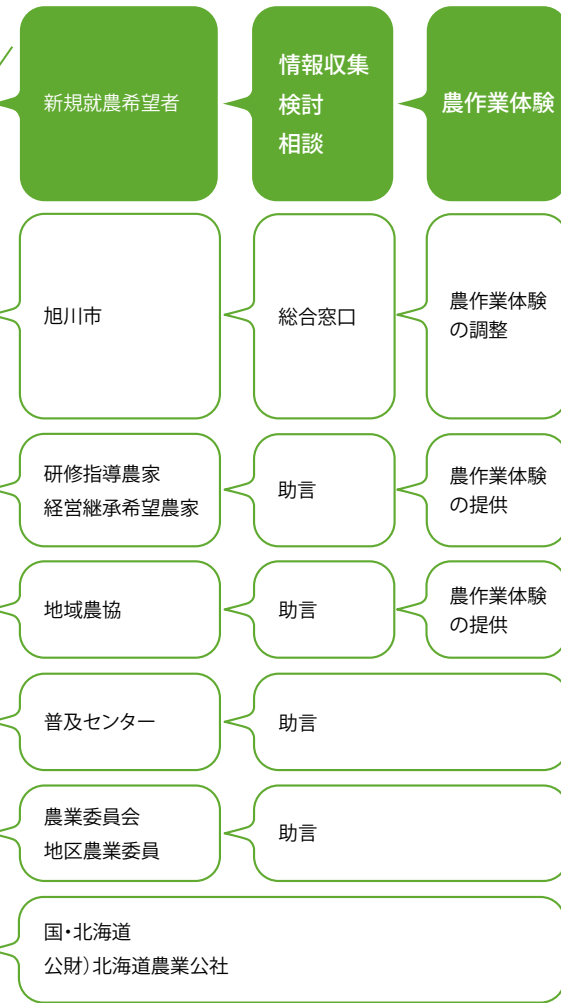 新規就農希望者
情報収集
検討
相談
農作業体験
旭川市
総合窓口
農作業体験
の調整
研修指導農家
経営継承希望農家
助言
農作業体験
の提供
地域農協
助言
農作業体験
の提供
普及センター
助言
農業委員会
地区農業委員
助言
国・北海道
公財）北海道農業公社